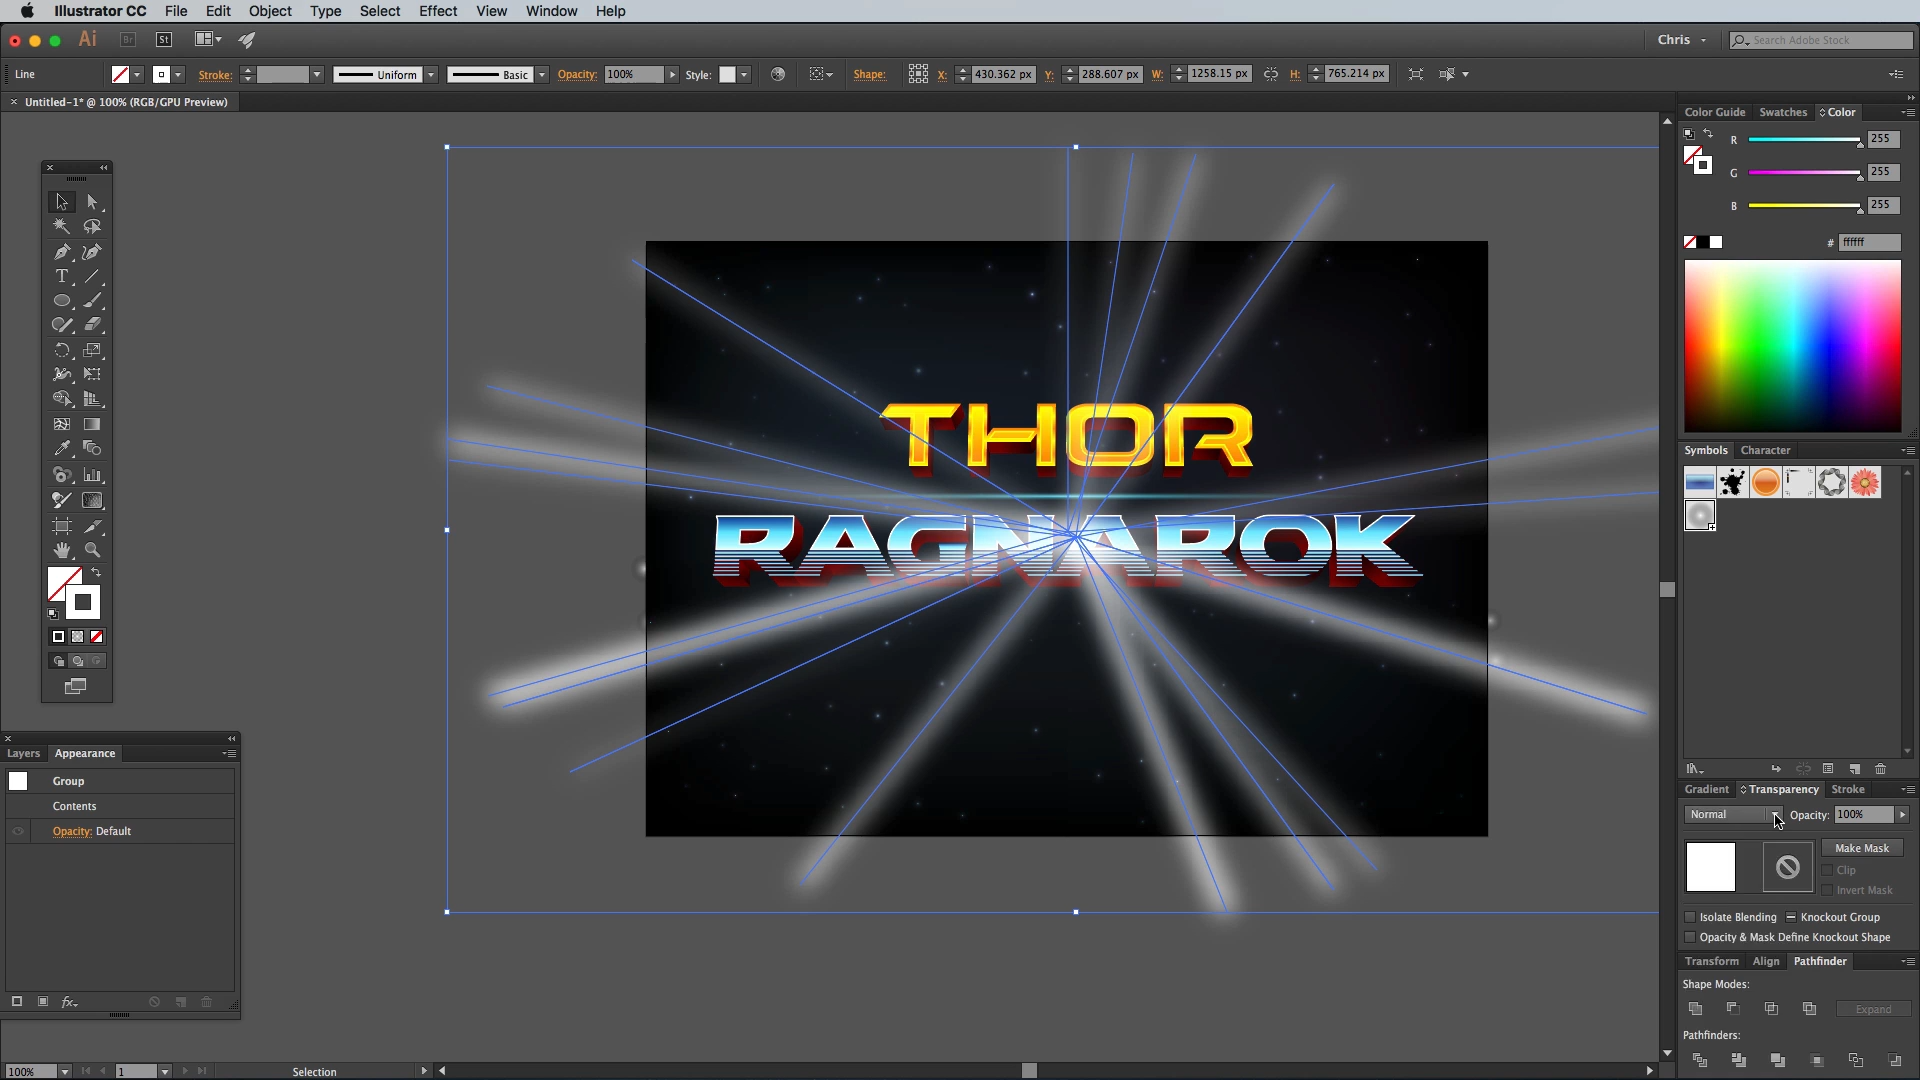 Illustrator CC File Edit Object Type Select Effect View Window Help
Ai Br St Chris Search Adobe Stock
Line Stroke: Uniform Basic Opacity: 100% Style: Shape: X: 430.362 px Y: 288.607 px W: 1258.15 px H: 765.214 px
× Untitled-1* @ 100% (RGB/GPU Preview)
Color Guide Swatches Color
R 255
G 255
B 255
# ffffff
THOR
RAGNAROK
Symbols Character
Layers Appearance
Group
Contents
Opacity: Default
fx
Gradient Transparency Stroke
Normal Opacity: 100%
Make Mask
Clip
Invert Mask
Isolate Blending Knockout Group
Opacity & Mask Define Knockout Shape
Transform Align Pathfinder
Shape Modes:
Expand
Pathfinders:
100% 1 Selection